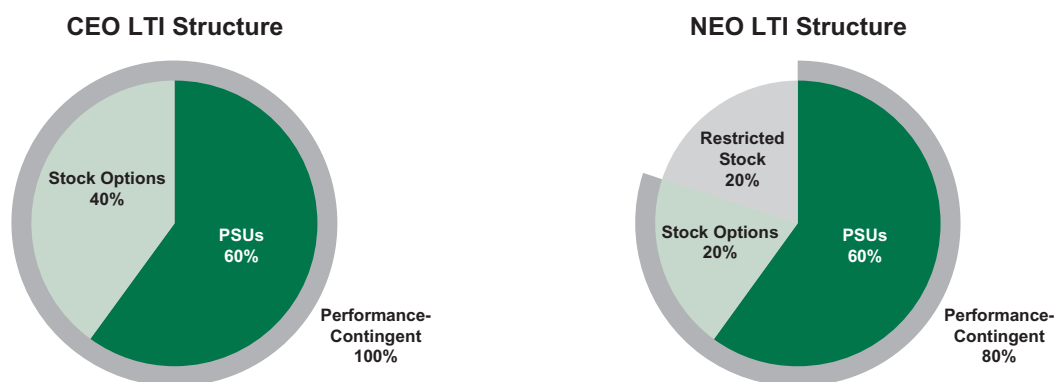 CEO LTI Structure
Stock Options
40%
PSUs
60%
Performance-
Contingent
100%
NEO LTI Structure
Restricted
Stock
20%
Stock Options
20%
PSUs
60%
Performance-
Contingent
80%